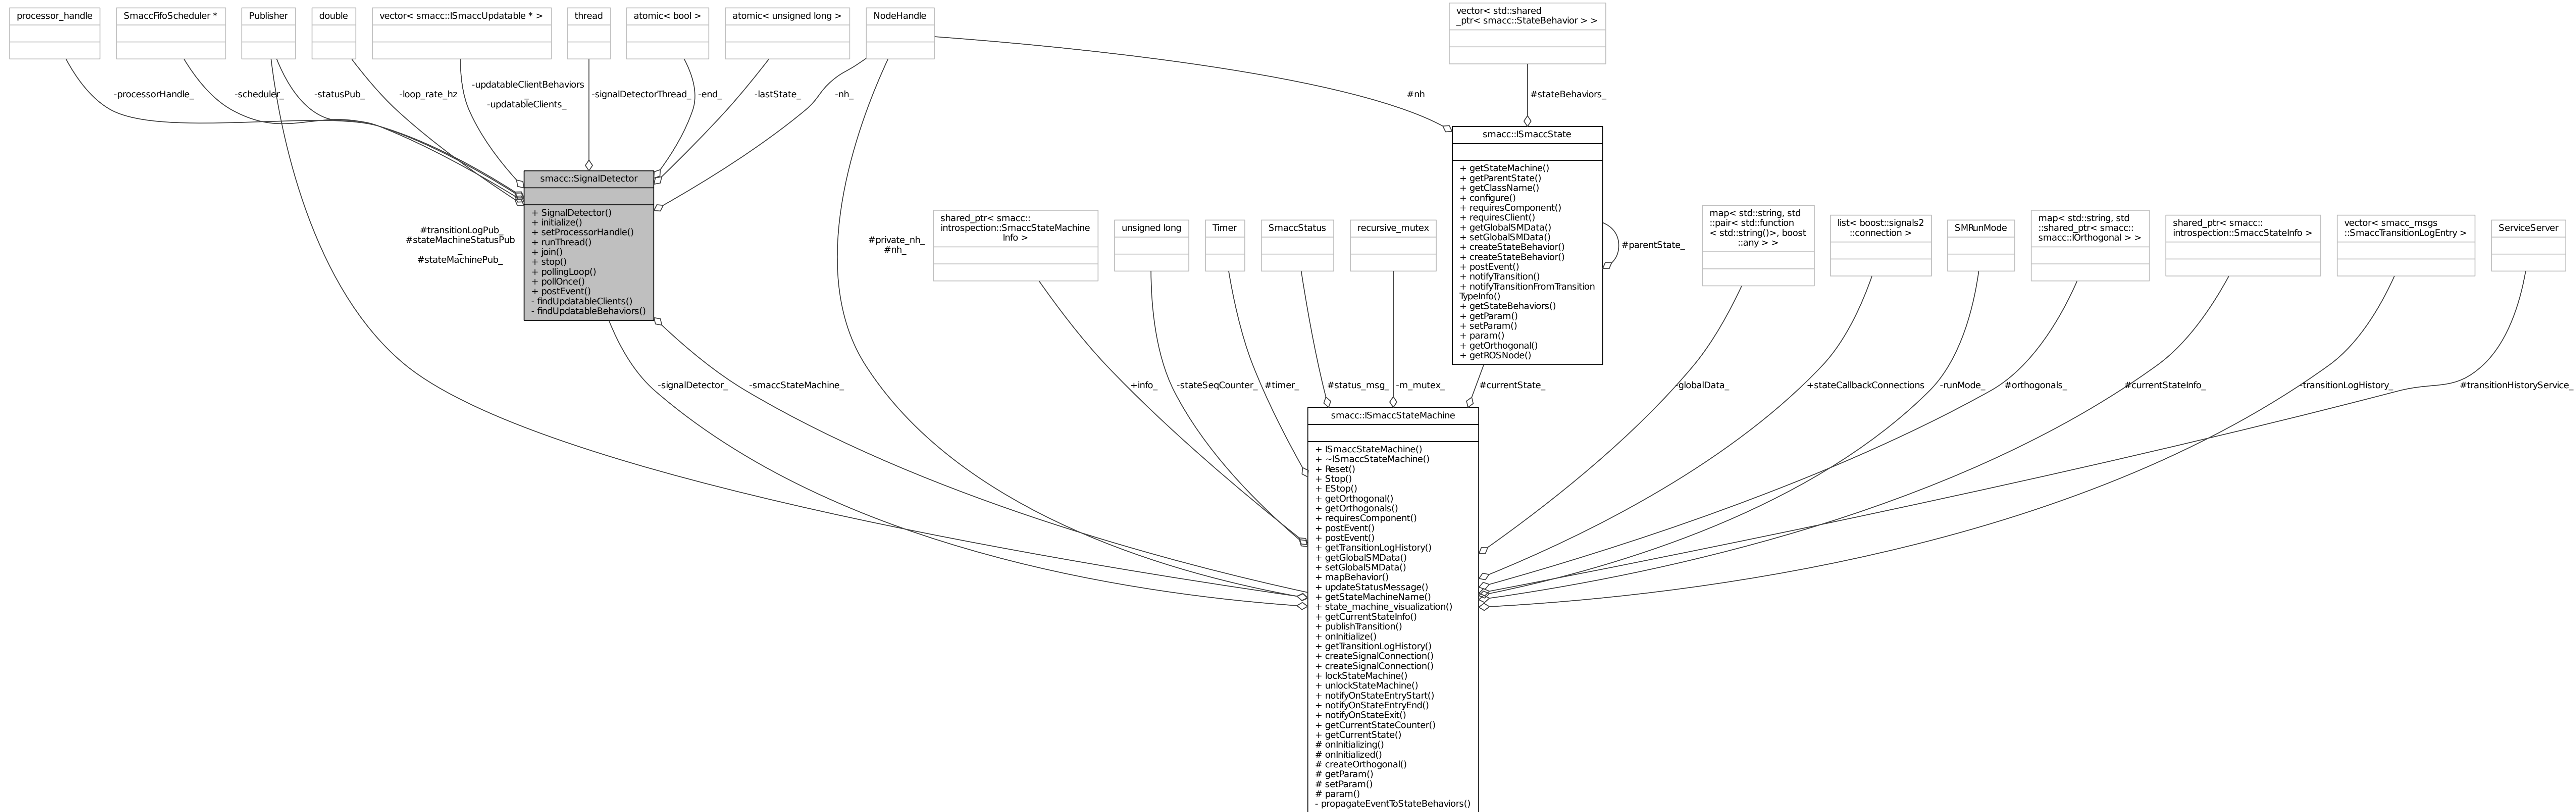 processor_handle
SmaccFifoScheduler *
Publisher
double
vector< smacc::ISmaccUpdatable * >
thread
atomic< bool >
atomic< unsigned long >
NodeHandle
vector< std::shared
_ptr< smacc::StateBehavior > >
-processorHandle_
-scheduler_
-statusPub_
-loop_rate_hz
-updatableClientBehaviors
_
-updatableClients_
-signalDetectorThread_
-end_
-lastState_
-nh_
#nh
#stateBehaviors_
smacc::SignalDetector
+ SignalDetector()
+ initialize()
+ setProcessorHandle()
+ runThread()
+ join()
+ stop()
+ pollingLoop()
+ pollOnce()
+ postEvent()
- findUpdatableClients()
- findUpdatableBehaviors()
smacc::ISmaccState
+ getStateMachine()
+ getParentState()
+ getClassName()
+ configure()
+ requiresComponent()
+ requiresClient()
+ getGlobalSMData()
+ setGlobalSMData()
+ createStateBehavior()
+ createStateBehavior()
+ postEvent()
+ notifyTransition()
+ notifyTransitionFromTransition
TypeInfo()
+ getStateBehaviors()
+ getParam()
+ setParam()
+ param()
+ getOrthogonal()
+ getROSNode()
#parentState_
#transitionLogPub_
#stateMachineStatusPub
_
#stateMachinePub_
#private_nh_
#nh_
shared_ptr< smacc::
introspection::SmaccStateMachine
Info >
unsigned long
Timer
SmaccStatus
recursive_mutex
map< std::string, std
::pair< std::function
< std::string()>, boost
::any > >
list< boost::signals2
::connection >
SMRunMode
map< std::string, std
::shared_ptr< smacc::
smacc::IOrthogonal > >
shared_ptr< smacc::
introspection::SmaccStateInfo >
vector< smacc_msgs
::SmaccTransitionLogEntry >
ServiceServer
-signalDetector_
-smaccStateMachine_
+info_
-stateSeqCounter_
#timer_
#status_msg_
-m_mutex_
#currentState_
-globalData_
+stateCallbackConnections
-runMode_
#orthogonals_
#currentStateInfo_
-transitionLogHistory_
#transitionHistoryService_
smacc::ISmaccStateMachine
+ ISmaccStateMachine()
+ ~ISmaccStateMachine()
+ Reset()
+ Stop()
+ EStop()
+ getOrthogonal()
+ getOrthogonals()
+ requiresComponent()
+ postEvent()
+ postEvent()
+ getTransitionLogHistory()
+ getGlobalSMData()
+ setGlobalSMData()
+ mapBehavior()
+ updateStatusMessage()
+ getStateMachineName()
+ state_machine_visualization()
+ getCurrentStateInfo()
+ publishTransition()
+ onInitialize()
+ getTransitionLogHistory()
+ createSignalConnection()
+ createSignalConnection()
+ lockStateMachine()
+ unlockStateMachine()
+ notifyOnStateEntryStart()
+ notifyOnStateEntryEnd()
+ notifyOnStateExit()
+ getCurrentStateCounter()
+ getCurrentState()
# onInitializing()
# onInitialized()
# createOrthogonal()
# getParam()
# setParam()
# param()
- propagateEventToStateBehaviors()